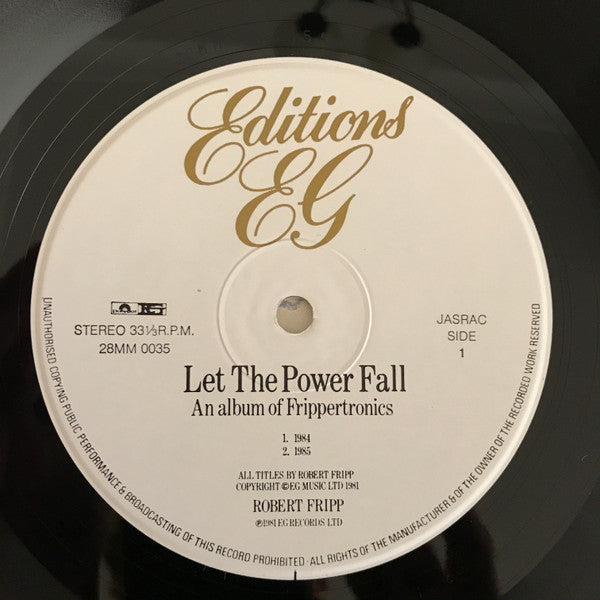 Editions
EG
Polydor EG
STEREO 33⅓R.P.M.
28MM 0035
JASRAC
SIDE
1
Let The Power Fall
An album of Frippertronics
1. 1984
2. 1985
ALL TITLES BY ROBERT FRIPP
COPYRIGHT ©EG MUSIC LTD 1981
ROBERT FRIPP
℗1981 EG RECORDS LTD
UNAUTHORISED COPYING PUBLIC PERFORMANCE & BROADCASTING OF THIS RECORD PROHIBITED · ALL RIGHTS OF THE MANUFACTURER & OF THE OWNER OF THE RECORDED WORK RESERVED